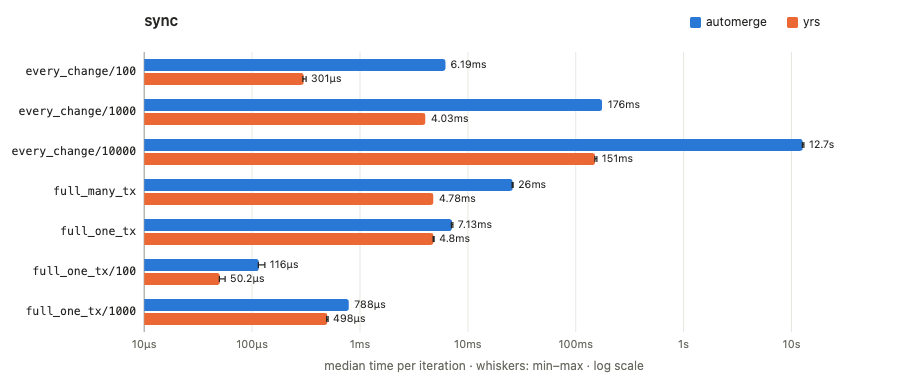 sync
automerge
yrs
every_change/100
6.19ms
301µs
every_change/1000
176ms
4.03ms
every_change/10000
12.7s
151ms
full_many_tx
26ms
4.78ms
full_one_tx
7.13ms
4.8ms
full_one_tx/100
116µs
50.2µs
full_one_tx/1000
788µs
498µs
10µs 100µs 1ms 10ms 100ms 1s 10s
median time per iteration · whiskers: min–max · log scale